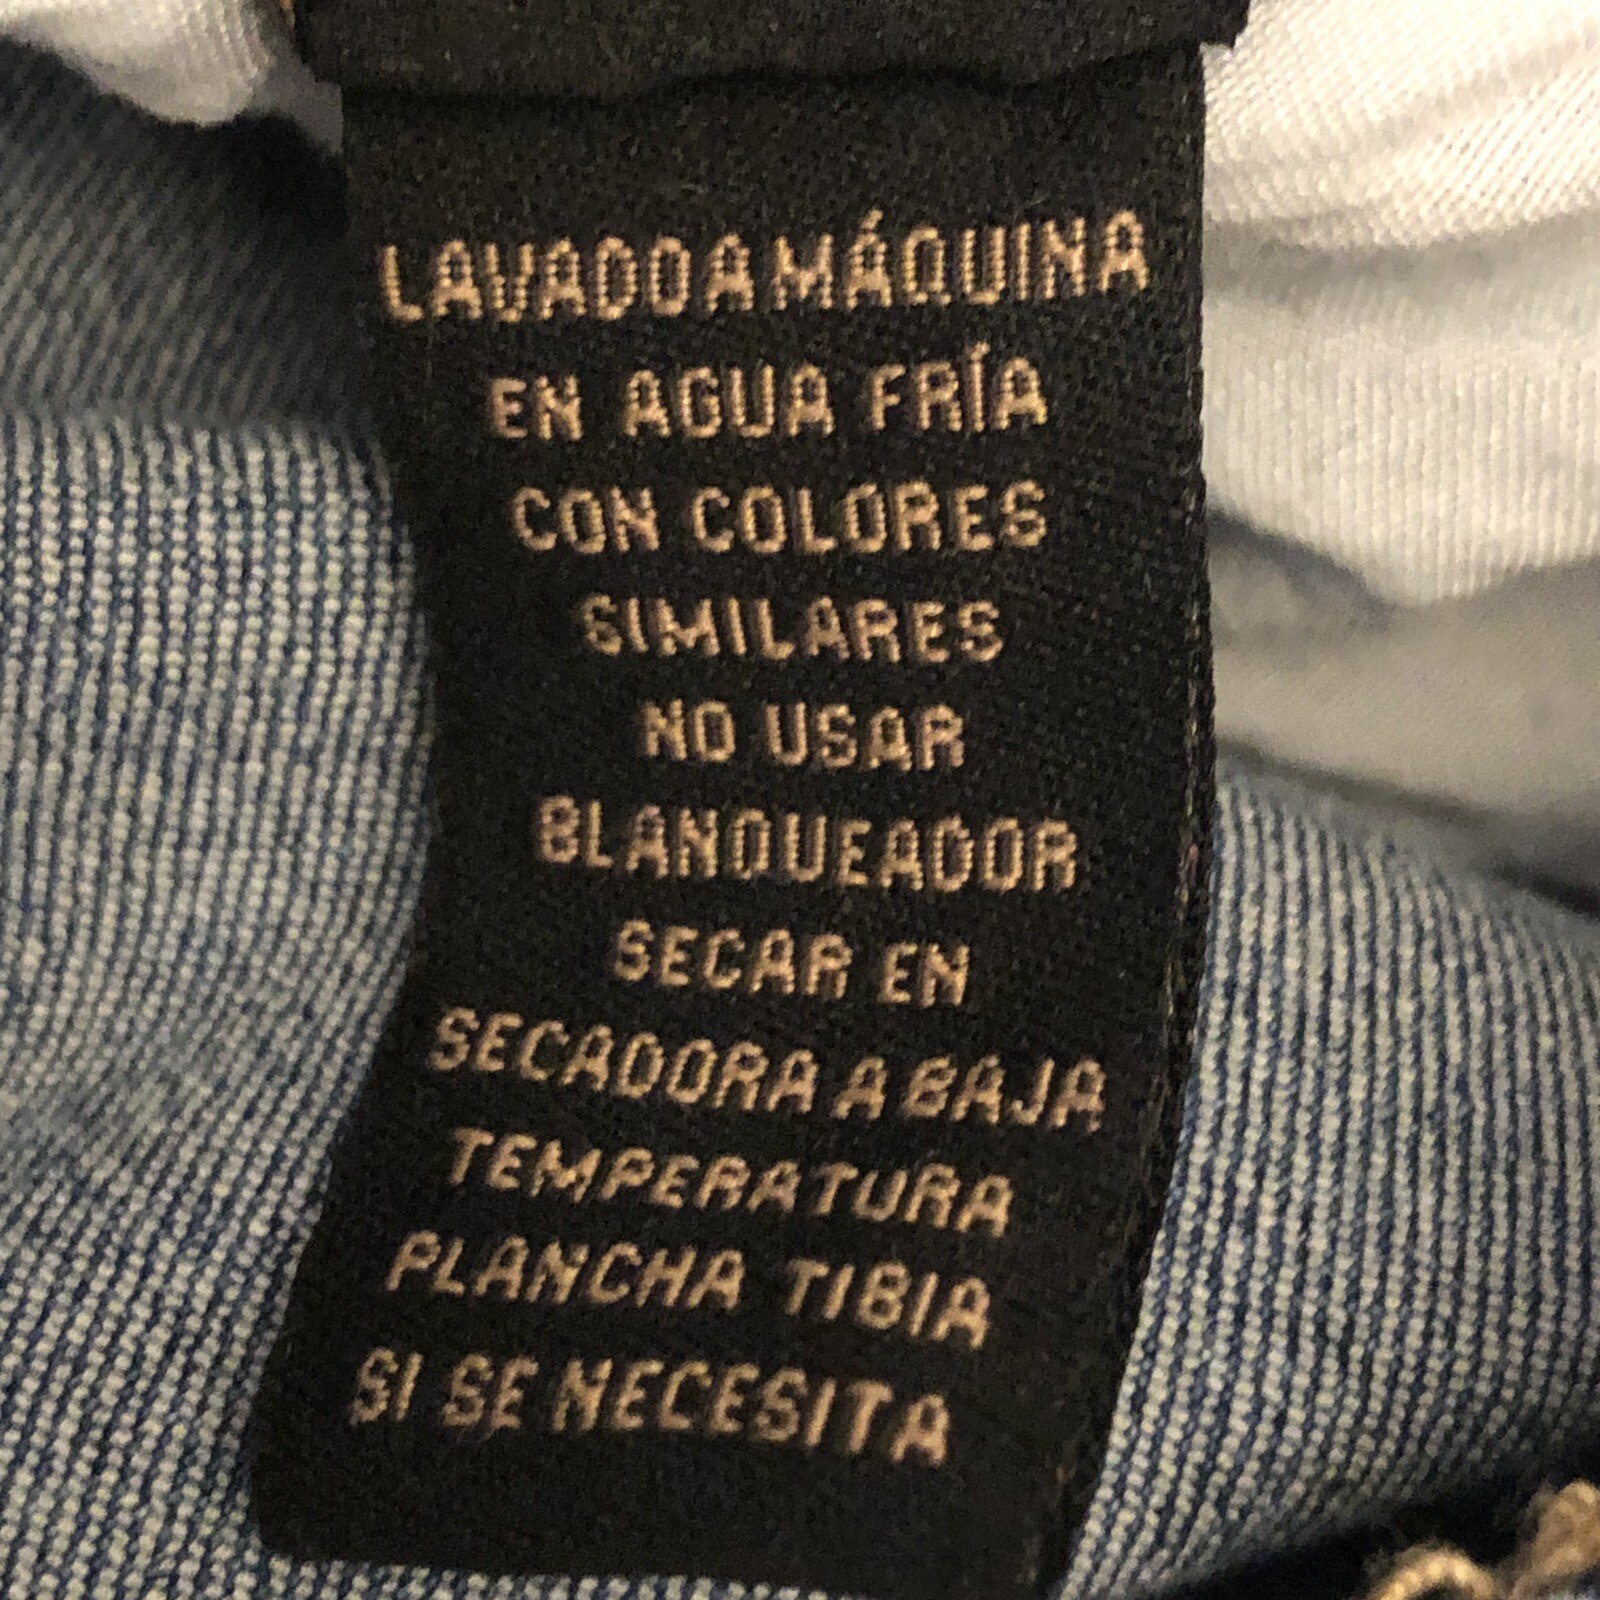 LAVADO A MÁQUINA
EN AGUA FRÍA
CON COLORES
SIMILARES
NO USAR
BLANQUEADOR
SECAR EN
SECADORA A BAJA
TEMPERATURA
PLANCHA TIBIA
SI SE NECESITA